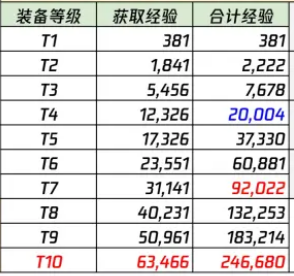 装备等级 获取经验 合计经验
T1 381 381
T2 1,841 2,222
T3 5,456 7,678
T4 12,326 20,004
T5 17,326 37,330
T6 23,551 60,881
T7 31,141 92,022
T8 40,231 132,253
T9 50,961 183,214
T10 63,466 246,680